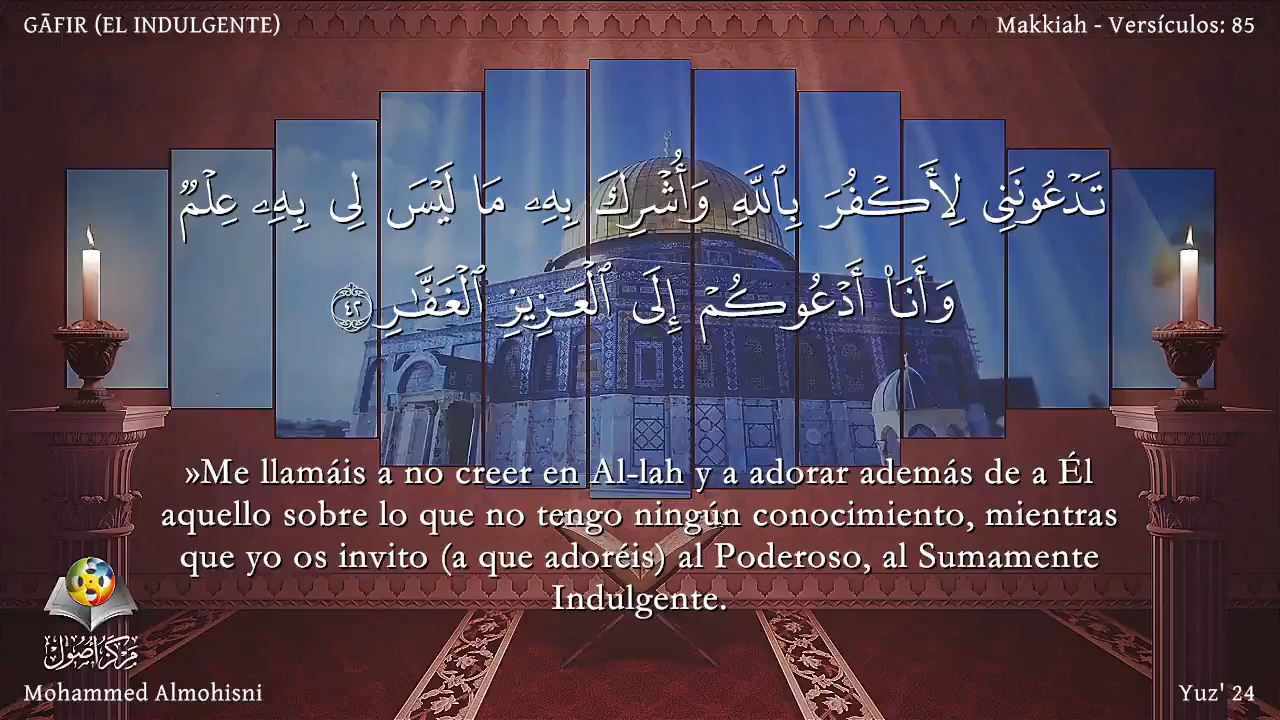 GĀFIR (EL INDULGENTE)
Makkiah - Versículos: 85
تَدۡعُونَنِي لِأَكۡفُرَ بِٱللَّهِ وَأُشۡرِكَ بِهِۦ مَا لَيۡسَ لِي بِهِۦ عِلۡمٞ
وَأَنَا۠ أَدۡعُوكُمۡ إِلَى ٱلۡعَزِيزِ ٱلۡغَفَّٰرِ ٤٢
»Me llamáis a no creer en Al-lah y a adorar además de a Él
aquello sobre lo que no tengo ningún conocimiento, mientras
que yo os invito (a que adoréis) al Poderoso, al Sumamente
Indulgente.
مركز أصول
Mohammed Almohisni
Yuz' 24